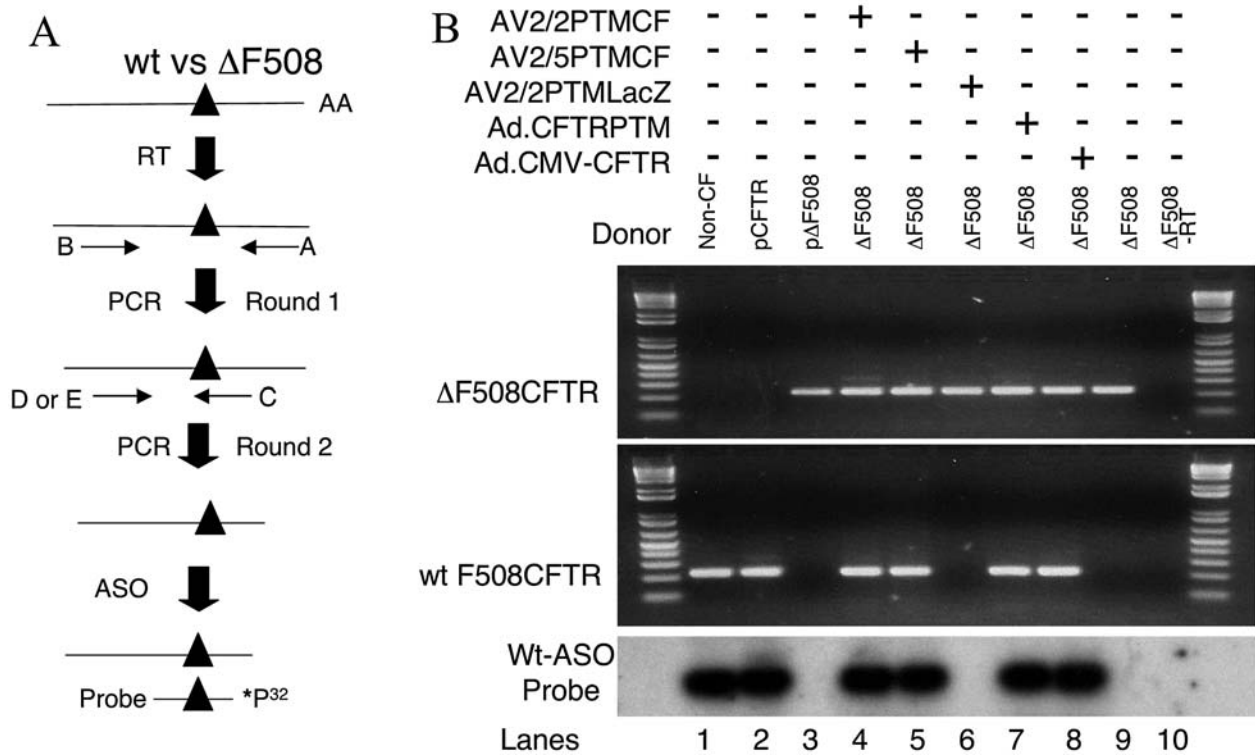 A
wt vs ΔF508
AA
RT
B
A
PCR
Round 1
D or E
C
PCR
Round 2
ASO
Probe
*P32
B
AV2/2PTMCF - - - + - - - - - -
AV2/5PTMCF - - - - + - - - - -
AV2/2PTMLacZ - - - - - + - - - -
Ad.CFTRPTM - - - - - - + - - -
Ad.CMV-CFTR - - - - - - - + - -
Donor
Non-CF
pCFTR
pΔF508
ΔF508
ΔF508
ΔF508
ΔF508
ΔF508
ΔF508
ΔF508
-RT
ΔF508CFTR
wt F508CFTR
Wt-ASO
Probe
Lanes 1 2 3 4 5 6 7 8 9 10